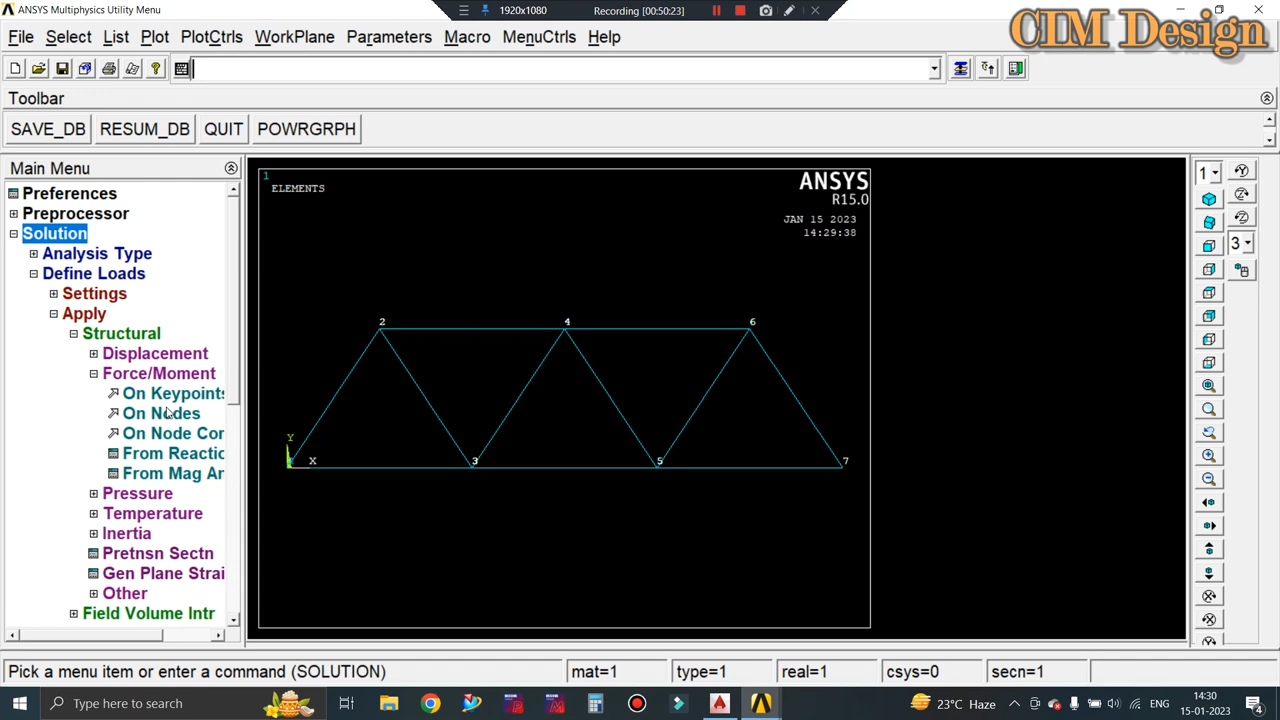 ANSYS Multiphysics Utility Menu
1920x1080
Recording [00:50:23]
CIM Design
File Select List Plot PlotCtrls WorkPlane Parameters Macro MenuCtrls Help
Toolbar
SAVE_DB RESUM_DB QUIT POWRGRPH
Main Menu
Preferences
Preprocessor
Solution
Analysis Type
Define Loads
Settings
Apply
Structural
Displacement
Force/Moment
On Keypoints
On Nodes
On Node Con
From Reactic
From Mag An
Pressure
Temperature
Inertia
Pretnsn Sectn
Gen Plane Strai
Other
Field Volume Intr
1
ELEMENTS
ANSYS
R15.0
JAN 15 2023
14:29:38
2 4 6
Y
X 3 5 7
1
3
Pick a menu item or enter a command (SOLUTION) mat=1 type=1 real=1 csys=0 secn=1
Type here to search
23°C Haze
ENG
14:30
15-01-2023
4